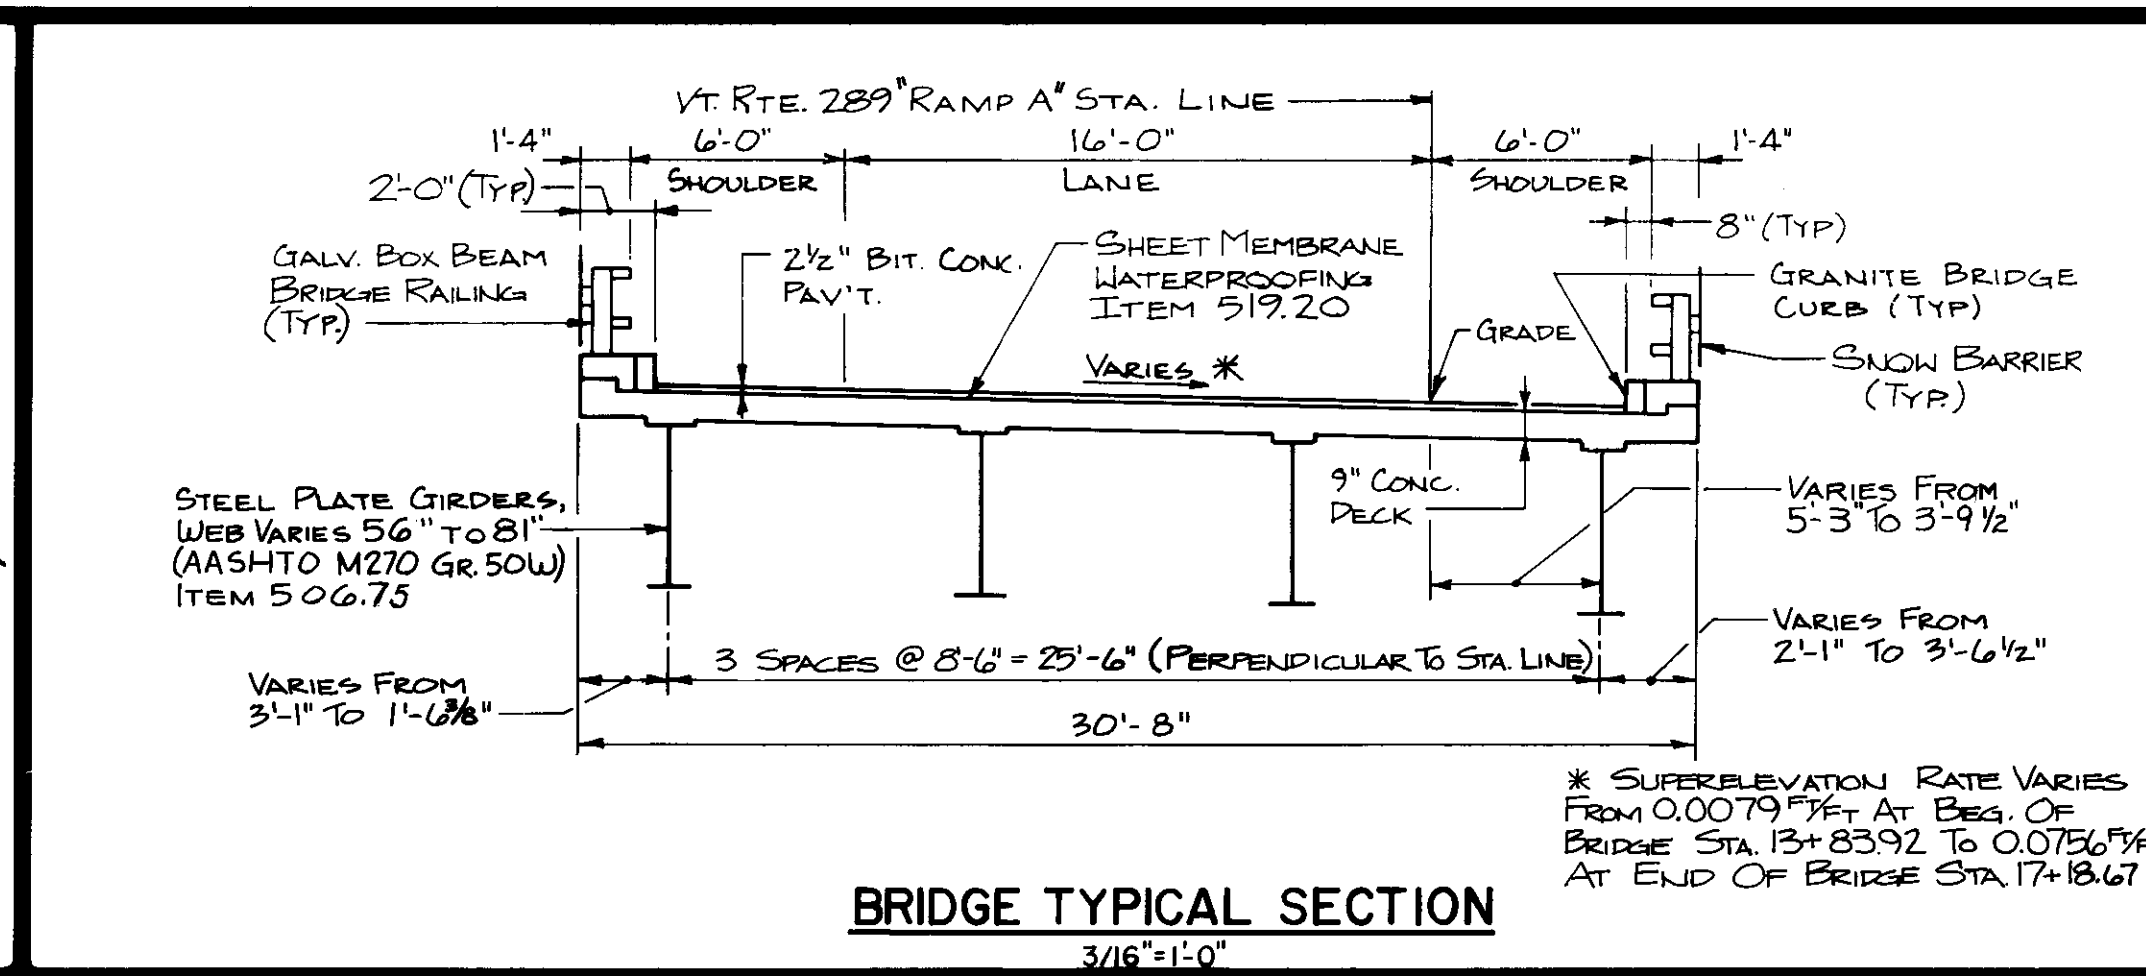 VT. RTE. 289 "RAMP A" STA. LINE
1'-4"
6'-0"
16'-0"
6'-0"
1'-4"
2'-0" (TYP.)
SHOULDER
LANE
SHOULDER
8" (TYP)
GALV. BOX BEAM
BRIDGE RAILING
(TYP.)
2½" BIT. CONC.
PAV'T.
SHEET MEMBRANE
WATERPROOFING
ITEM 519.20
GRANITE BRIDGE
CURB (TYP)
GRADE
VARIES *
SNOW BARRIER
(TYP.)
STEEL PLATE GIRDERS,
WEB VARIES 56" TO 81"
(AASHTO M270 GR. 50W)
ITEM 506.75
9" CONC.
DECK
VARIES FROM
5'-3" TO 3'-9½"
VARIES FROM
2'-1" TO 3'-6½"
3 SPACES @ 8'-6" = 25'-6" (PERPENDICULAR TO STA. LINE)
VARIES FROM
3'-1" TO 1'-6⅜"
30'-8"
* SUPERELEVATION RATE VARIES
FROM 0.0079 FT/FT AT BEG. OF
BRIDGE STA. 13+83.92 TO 0.0756 FT/F
AT END OF BRIDGE STA. 17+18.67
BRIDGE TYPICAL SECTION
3/16"=1'-0"